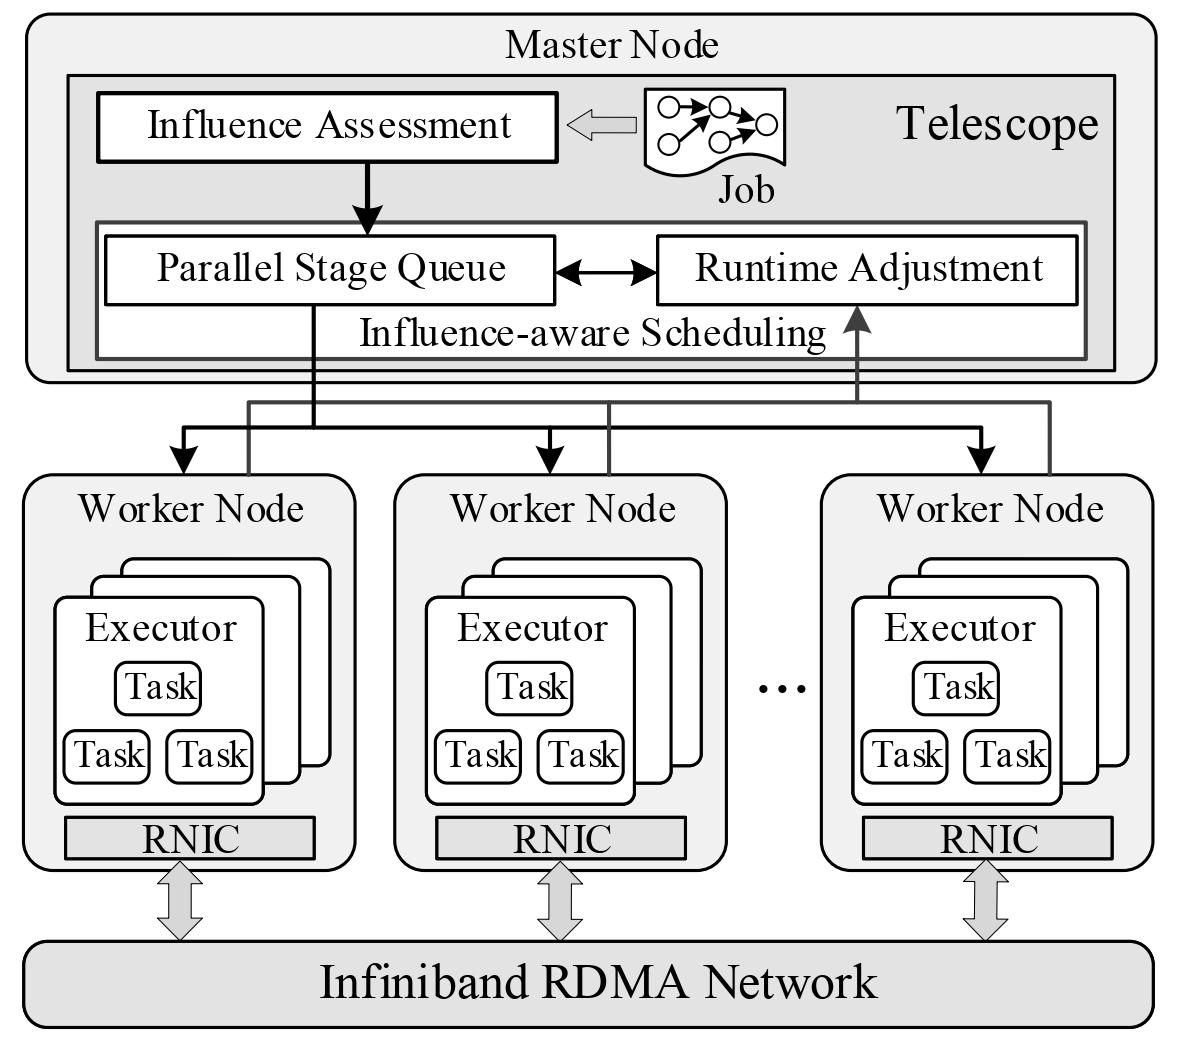 Master Node
Influence Assessment
Telescope
Job
Parallel Stage Queue
Runtime Adjustment
Influence-aware Scheduling
Worker Node
Worker Node
Worker Node
Executor
Executor
Executor
Task
Task
...
Task
Task Task
Task Task
Task Task
RNIC
RNIC
RNIC
Infiniband RDMA Network